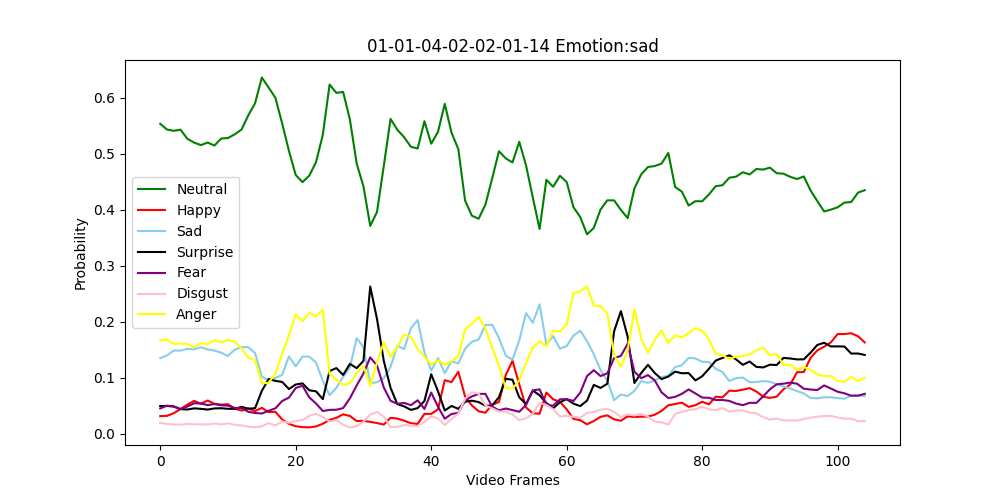 01-01-04-02-02-01-14 Emotion:sad
0.6
0.5
0.4
0.3
0.2
0.1
0.0
Probability
Neutral
Happy
Sad
Surprise
Fear
Disgust
Anger
0 20 40 60 80 100
Video Frames